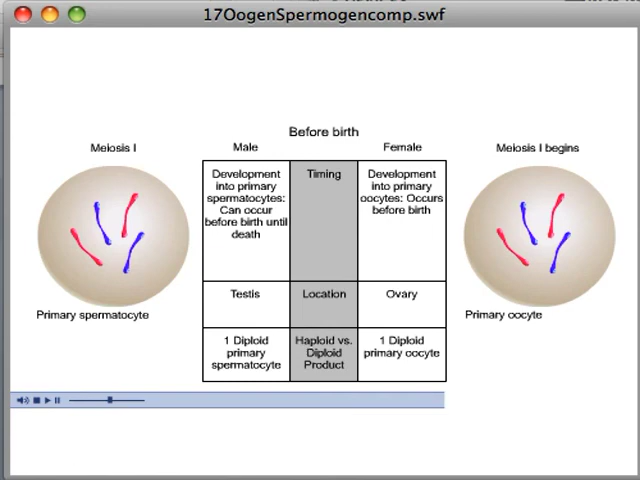 17OogenSpermogencomp.swf
Before birth
Meiosis I
Male
Female
Meiosis I begins
Development
into primary
spermatocytes:
Can occur
before birth until
death
Timing
Development
into primary
oocytes: Occurs
before birth
Primary spermatocyte
Testis
Location
Ovary
Primary oocyte
1 Diploid
primary
spermatocyte
Haploid vs.
Diploid
Product
1 Diploid
primary oocyte